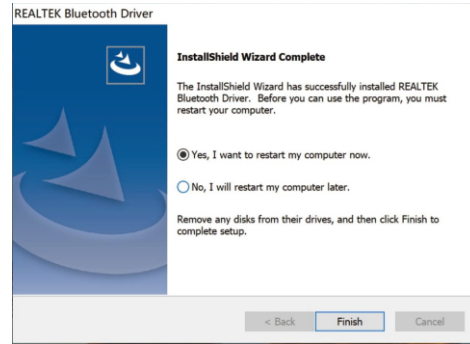 REALTEK Bluetooth Driver
InstallShield Wizard Complete
The InstallShield Wizard has successfully installed REALTEK
Bluetooth Driver.  Before you can use the program, you must
restart your computer.
Yes, I want to restart my computer now.
No, I will restart my computer later.
Remove any disks from their drives, and then click Finish to
complete setup.
< Back Finish Cancel